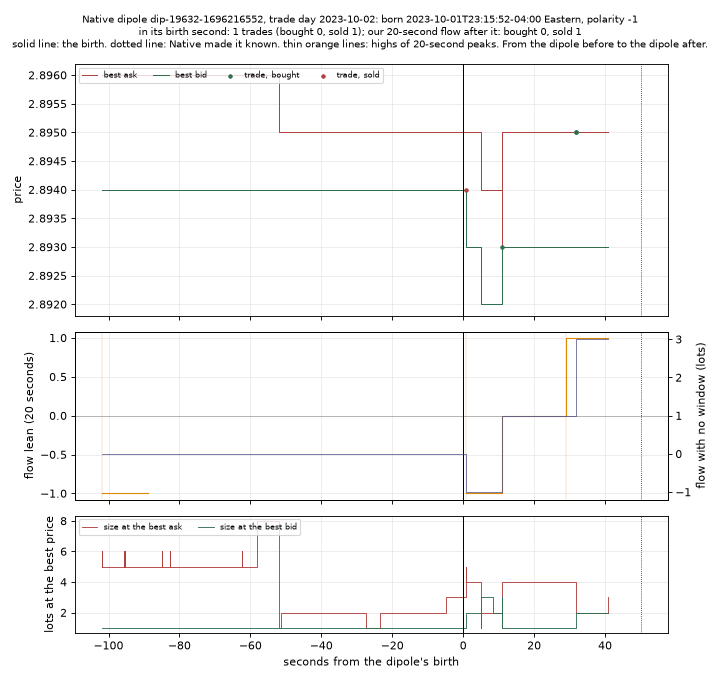 Native dipole dip-19632-1696216552, trade day 2023-10-02: born 2023-10-01T23:15:52-04:00 Eastern, polarity -1
in its birth second: 1 trades (bought 0, sold 1); our 20-second flow after it: bought 0, sold 1
solid line: the birth. dotted line: Native made it known. thin orange lines: highs of 20-second peaks. From the dipole before to the dipole after.
best ask best bid trade, bought trade, sold
2.8960
2.8955
2.8950
2.8945
2.8940
2.8935
2.8930
2.8925
2.8920
price
1.0
0.5
0.0
−0.5
−1.0
flow lean (20 seconds)
3
2
1
0
−1
flow with no window (lots)
size at the best ask size at the best bid
8
6
4
2
lots at the best price
−100 −80 −60 −40 −20 0 20 40
seconds from the dipole's birth